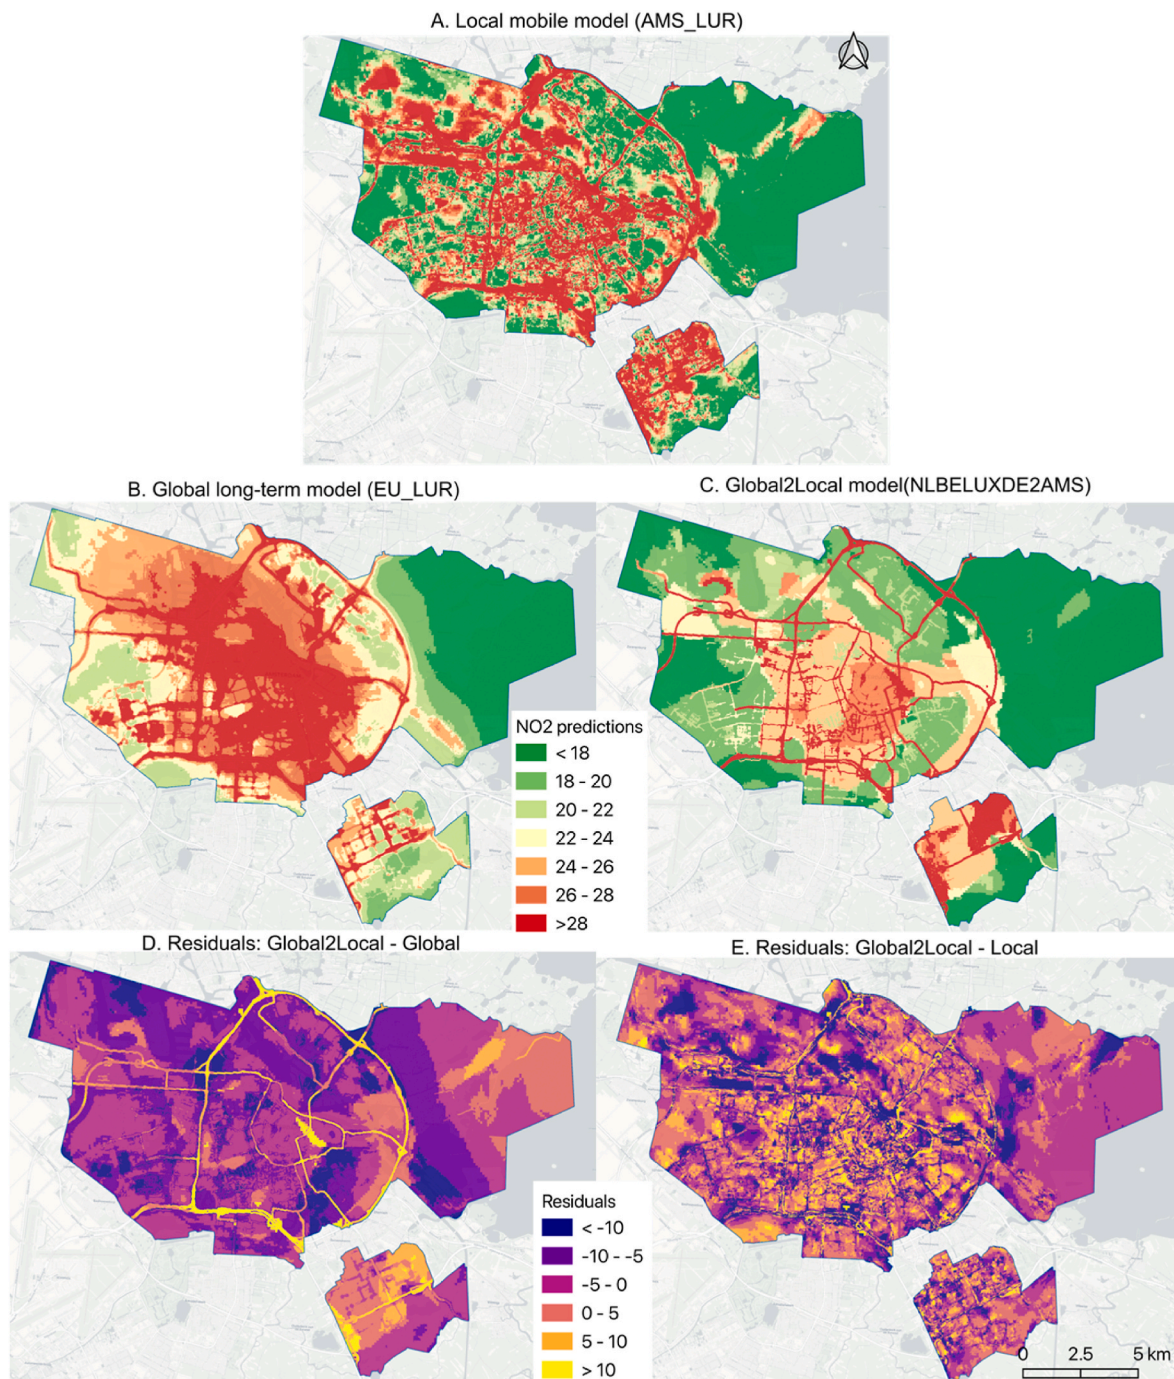 A. Local mobile model (AMS_LUR)
B. Global long-term model (EU_LUR)
C. Global2Local model(NLBELUXDE2AMS)
NO2 predictions
< 18
18 - 20
20 - 22
22 - 24
24 - 26
26 - 28
>28
D. Residuals: Global2Local - Global
E. Residuals: Global2Local - Local
Residuals
< -10
-10 - -5
-5 - 0
0 - 5
5 - 10
> 10
0 2.5 5 km